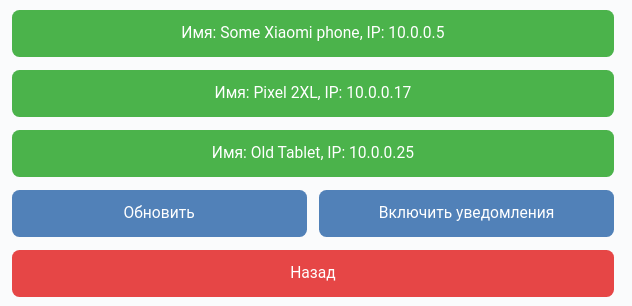 Имя: Some Xiaomi phone, IP: 10.0.0.5
Имя: Pixel 2XL, IP: 10.0.0.17
Имя: Old Tablet, IP: 10.0.0.25
Обновить
Включить уведомления
Назад